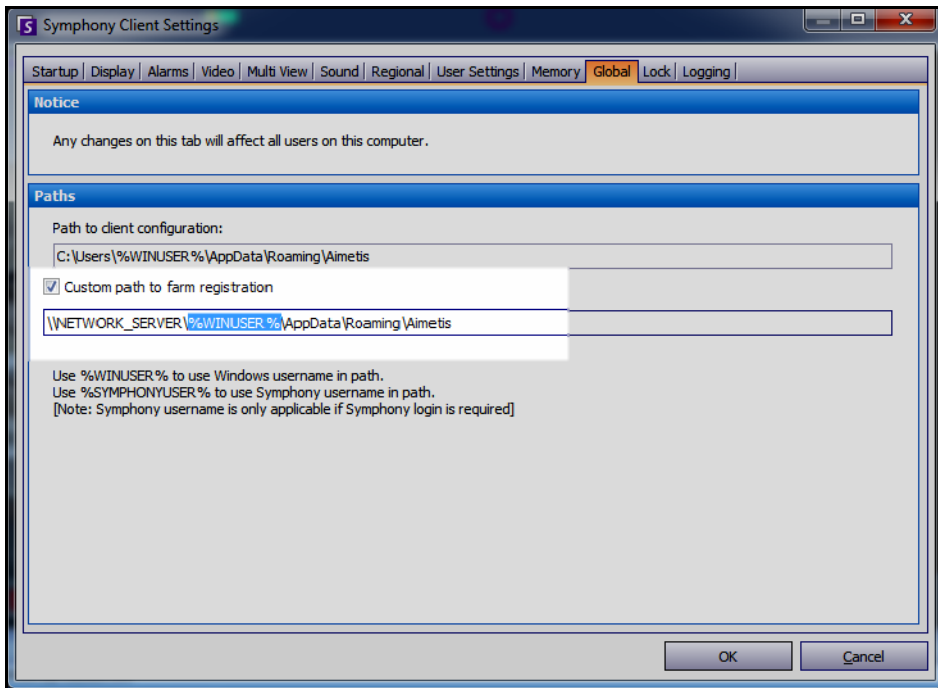 Symphony Client Settings
Startup Display Alarms Video Multi View Sound Regional User Settings Memory Global Lock Logging
Notice
Any changes on this tab will affect all users on this computer.
Paths
Path to client configuration:
C:\Users\%WINUSER%\AppData\Roaming\Aimetis
Custom path to farm registration
\\NETWORK_SERVER\%WINUSER%\AppData\Roaming\Aimetis
Use %WINUSER% to use Windows username in path.
Use %SYMPHONYUSER% to use Symphony username in path.
[Note: Symphony username is only applicable if Symphony login is required]
OK Cancel